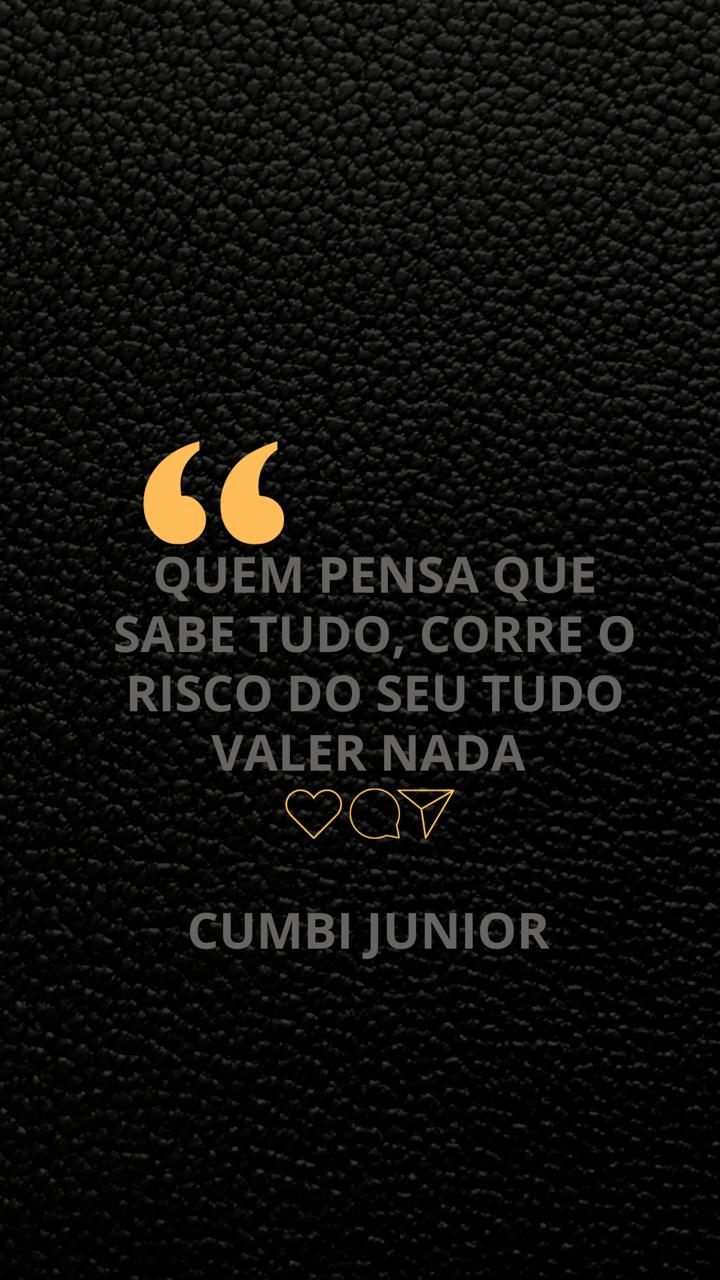 “
QUEM PENSA QUE
SABE TUDO, CORRE O
RISCO DO SEU TUDO
VALER NADA
CUMBI JUNIOR